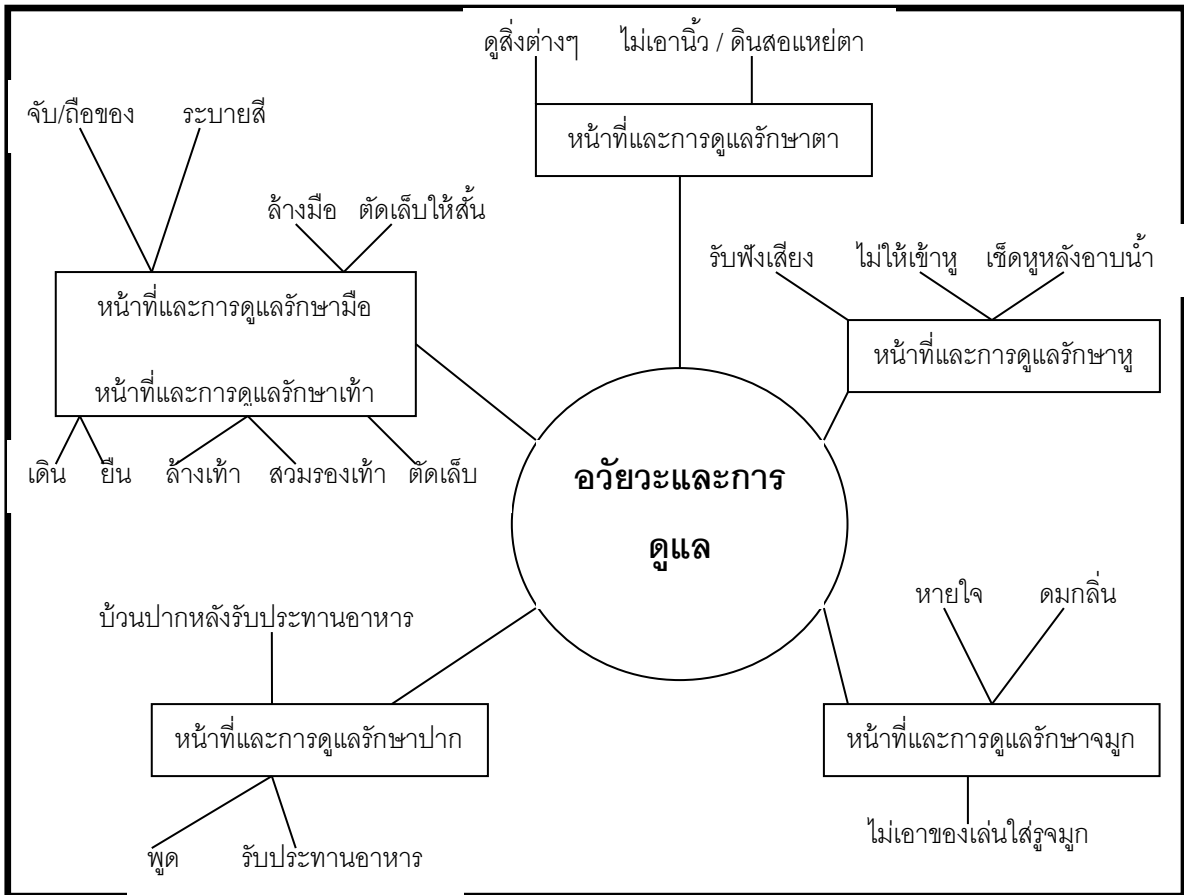 ดูสิ่งต่างๆ ไม่เอานิ้ว / ดินสอแหย่ตา
หน้าที่และการดูแลรักษาตา
จับ/ถือของ ระบายสี
ล้างมือ ตัดเล็บให้สั้น
หน้าที่และการดูแลรักษามือ
หน้าที่และการดูแลรักษาเท้า
เดิน ยืน ล้างเท้า สวมรองเท้า ตัดเล็บ
รับฟังเสียง ไม่ให้เข้าหู เช็ดหูหลังอาบน้ำ
หน้าที่และการดูแลรักษาหู
อวัยวะและการ
ดูแล
บ้วนปากหลังรับประทานอาหาร
หน้าที่และการดูแลรักษาปาก
พูด รับประทานอาหาร
หายใจ ดมกลิ่น
หน้าที่และการดูแลรักษาจมูก
ไม่เอาของเล่นใส่รูจมูก